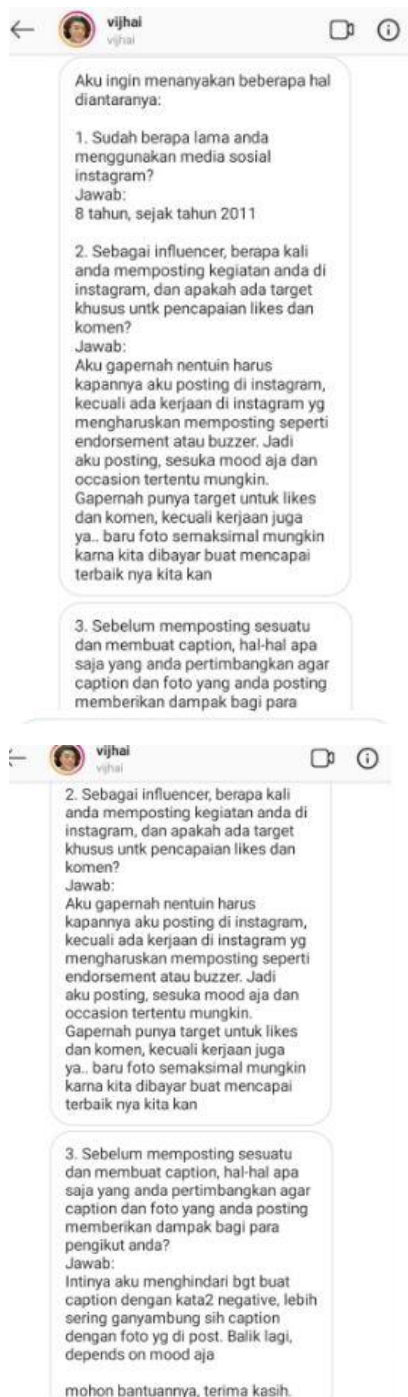 vijhai
vijhai
Aku ingin menanyakan beberapa hal
diantaranya:
1. Sudah berapa lama anda
menggunakan media sosial
instagram?
Jawab:
8 tahun, sejak tahun 2011
2. Sebagai influencer, berapa kali
anda memposting kegiatan anda di
instagram, dan apakah ada target
khusus untk pencapaian likes dan
komen?
Jawab:
Aku gapernah nentuin harus
kapannya aku posting di instagram,
kecuali ada kerjaan di instagram yg
mengharuskan memposting seperti
endorsement atau buzzer. Jadi
aku posting, sesuka mood aja dan
occasion tertentu mungkin.
Gapernah punya target untuk likes
dan komen, kecuali kerjaan juga
ya.. baru foto semaksimal mungkin
karna kita dibayar buat mencapai
terbaik nya kita kan
3. Sebelum memposting sesuatu
dan membuat caption, hal-hal apa
saja yang anda pertimbangkan agar
caption dan foto yang anda posting
memberikan dampak bagi para
vijhai
vijhai
2. Sebagai influencer, berapa kali
anda memposting kegiatan anda di
instagram, dan apakah ada target
khusus untk pencapaian likes dan
komen?
Jawab:
Aku gapernah nentuin harus
kapannya aku posting di instagram,
kecuali ada kerjaan di instagram yg
mengharuskan memposting seperti
endorsement atau buzzer. Jadi
aku posting, sesuka mood aja dan
occasion tertentu mungkin.
Gapernah punya target untuk likes
dan komen, kecuali kerjaan juga
ya.. baru foto semaksimal mungkin
karna kita dibayar buat mencapai
terbaik nya kita kan
3. Sebelum memposting sesuatu
dan membuat caption, hal-hal apa
saja yang anda pertimbangkan agar
caption dan foto yang anda posting
memberikan dampak bagi para
pengikut anda?
Jawab:
Intinya aku menghindari bgt buat
caption dengan kata2 negative, lebih
sering ganyambung sih caption
dengan foto yg di post. Balik lagi,
depends on mood aja
mohon bantuannya, terima kasih.